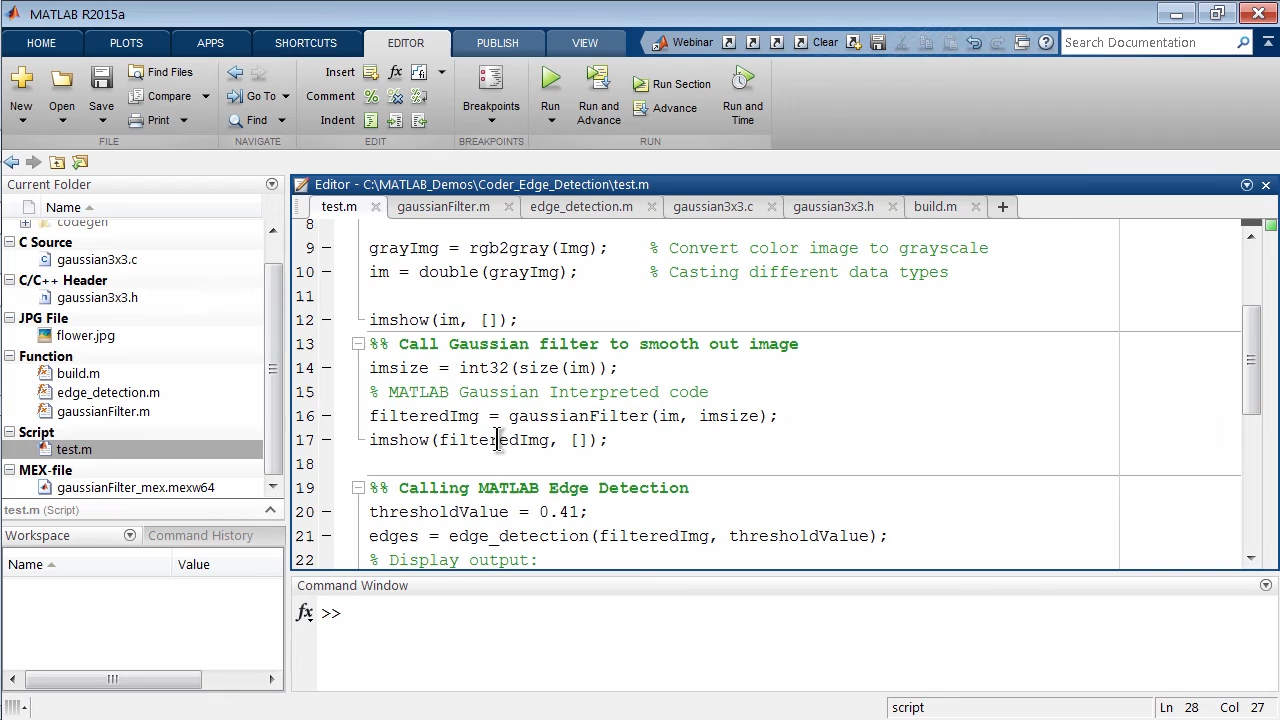 MATLAB R2015a
HOME PLOTS APPS SHORTCUTS EDITOR PUBLISH VIEW Webinar Clear Search Documentation
Find Files Insert fx Run Section
Compare Go To Comment Advance
New Open Save Print Find Indent Breakpoints Run Run and Advance Run and Time
FILE NAVIGATE EDIT BREAKPOINTS RUN
Current Folder
Editor - C:\MATLAB_Demos\Coder_Edge_Detection\test.m
Name
test.m gaussianFilter.m edge_detection.m gaussian3x3.c gaussian3x3.h build.m
codegen
C Source
gaussian3x3.c
C/C++ Header
gaussian3x3.h
JPG File
flower.jpg
Function
build.m
edge_detection.m
gaussianFilter.m
Script
test.m
MEX-file
gaussianFilter_mex.mexw64
test.m (Script)
Workspace Command History
Name Value
8
9 grayImg = rgb2gray(Img); % Convert color image to grayscale
10 im = double(grayImg); % Casting different data types
11
12 imshow(im, []);
13 %% Call Gaussian filter to smooth out image
14 imsize = int32(size(im));
15 % MATLAB Gaussian Interpreted code
16 filteredImg = gaussianFilter(im, imsize);
17 imshow(filteredImg, []);
18
19 %% Calling MATLAB Edge Detection
20 thresholdValue = 0.41;
21 edges = edge_detection(filteredImg, thresholdValue);
22 % Display output:
Command Window
fx >>
script Ln 28 Col 27